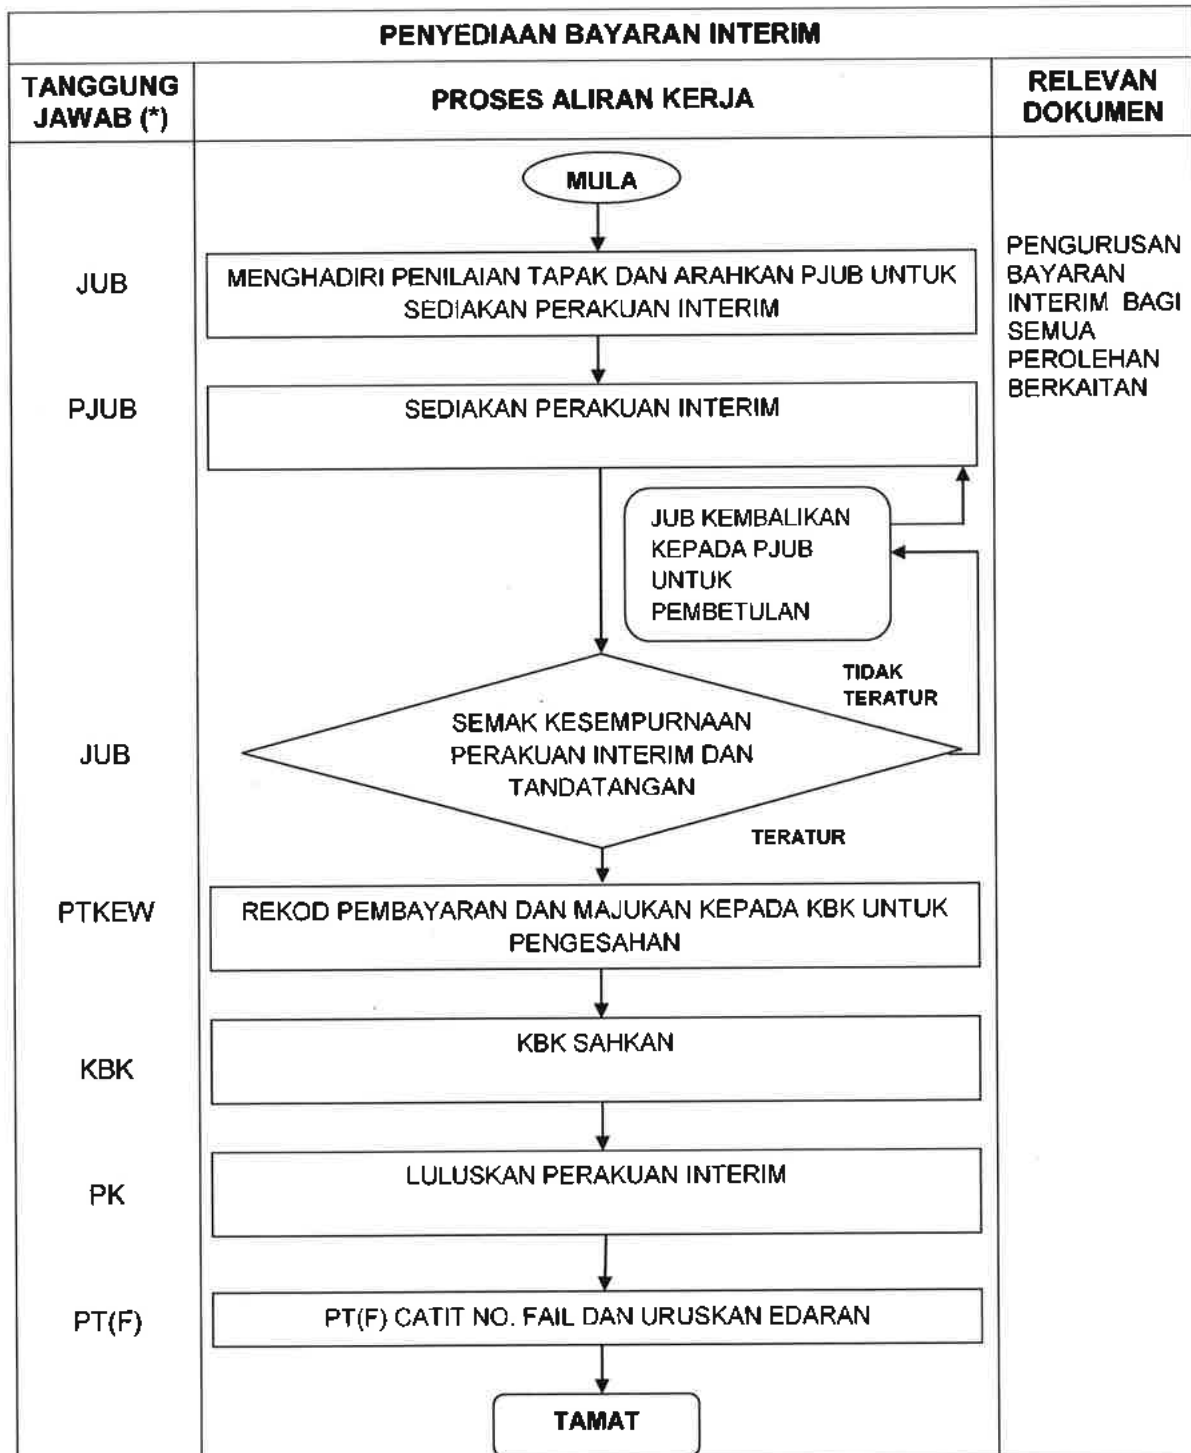 PENYEDIAAN BAYARAN INTERIM
TANGGUNG
JAWAB (*)
PROSES ALIRAN KERJA
RELEVAN
DOKUMEN
MULA
JUB
MENGHADIRI PENILAIAN TAPAK DAN ARAHKAN PJUB UNTUK
SEDIAKAN PERAKUAN INTERIM
PENGURUSAN
BAYARAN
INTERIM BAGI
SEMUA
PEROLEHAN
BERKAITAN
PJUB
SEDIAKAN PERAKUAN INTERIM
JUB KEMBALIKAN
KEPADA PJUB
UNTUK
PEMBETULAN
TIDAK
TERATUR
JUB
SEMAK KESEMPURNAAN
PERAKUAN INTERIM DAN
TANDATANGAN
TERATUR
PTKEW
REKOD PEMBAYARAN DAN MAJUKAN KEPADA KBK UNTUK
PENGESAHAN
KBK
KBK SAHKAN
PK
LULUSKAN PERAKUAN INTERIM
PT(F)
PT(F) CATIT NO. FAIL DAN URUSKAN EDARAN
TAMAT